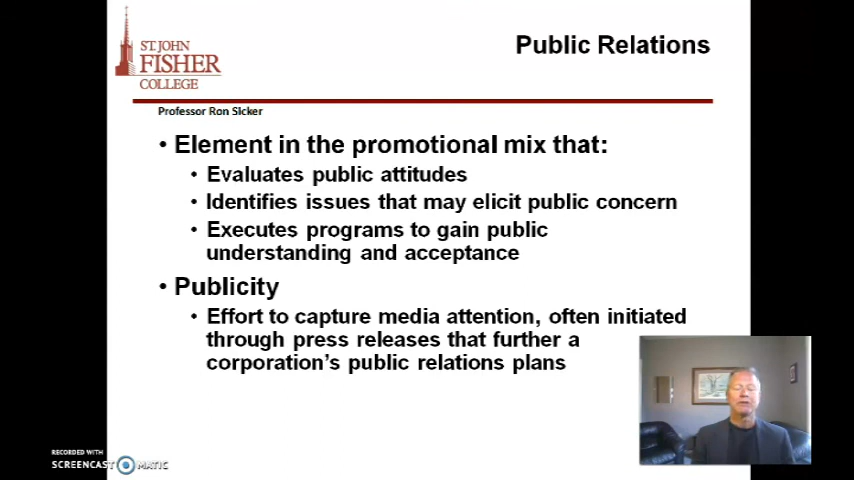 ST JOHN
FISHER
COLLEGE
Public Relations
Professor Ron Sicker
• Element in the promotional mix that:
• Evaluates public attitudes
• Identifies issues that may elicit public concern
• Executes programs to gain public
understanding and acceptance
• Publicity
• Effort to capture media attention, often initiated
through press releases that further a
corporation's public relations plans
RECORDED WITH
SCREENCAST MATIC